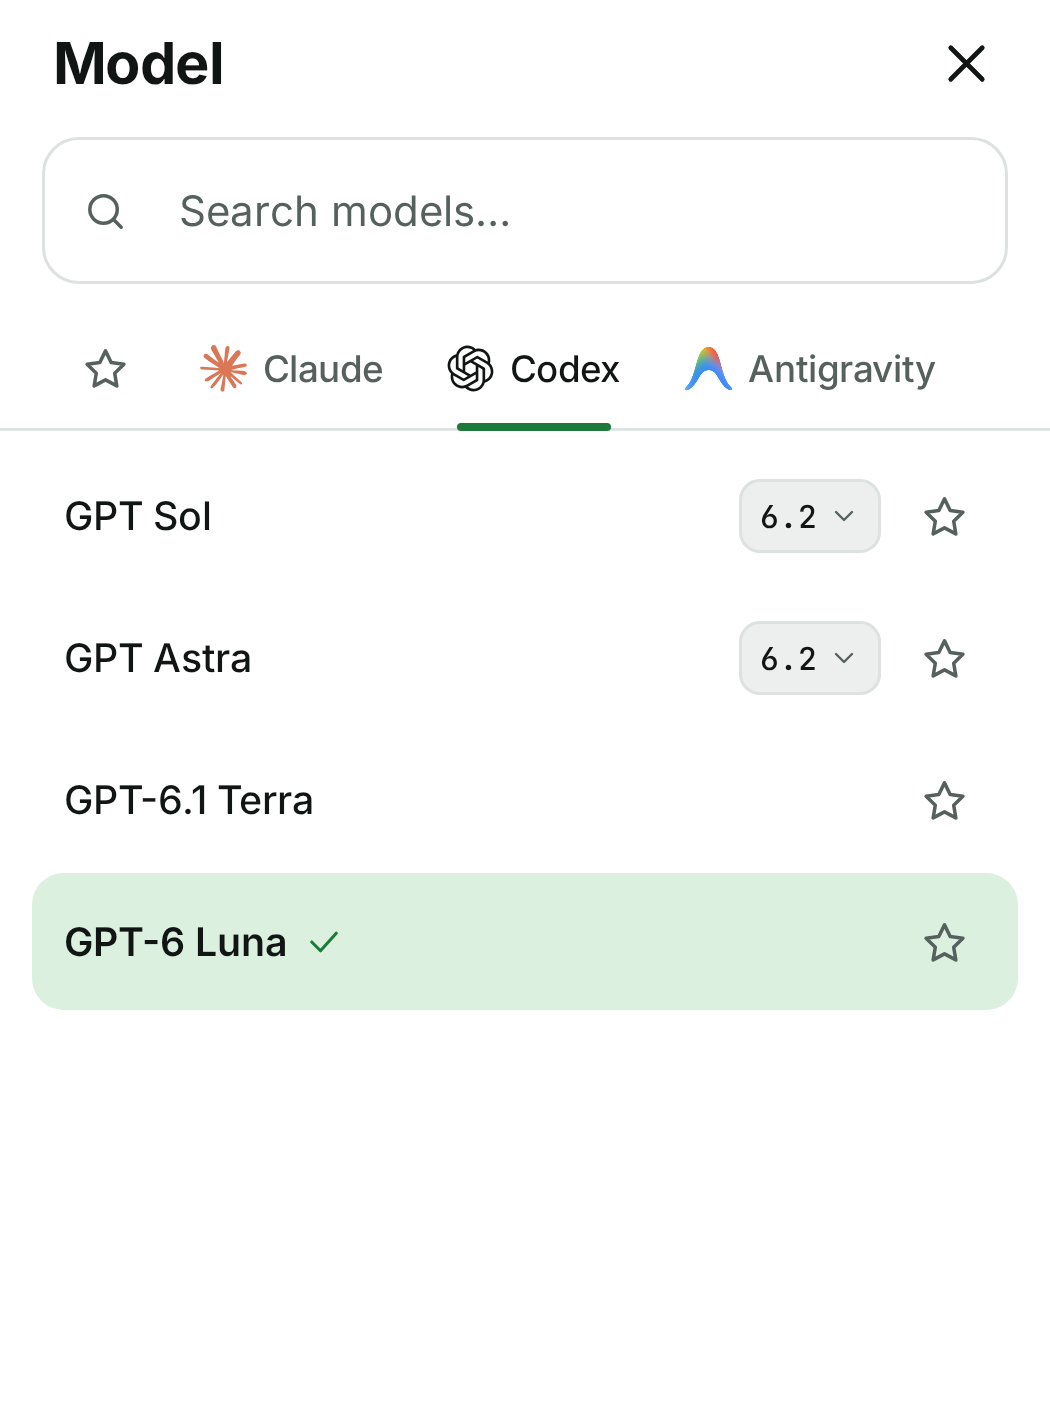 Model
Search models...
Claude Codex Antigravity
GPT Sol 6.2
GPT Astra 6.2
GPT-6.1 Terra
GPT-6 Luna